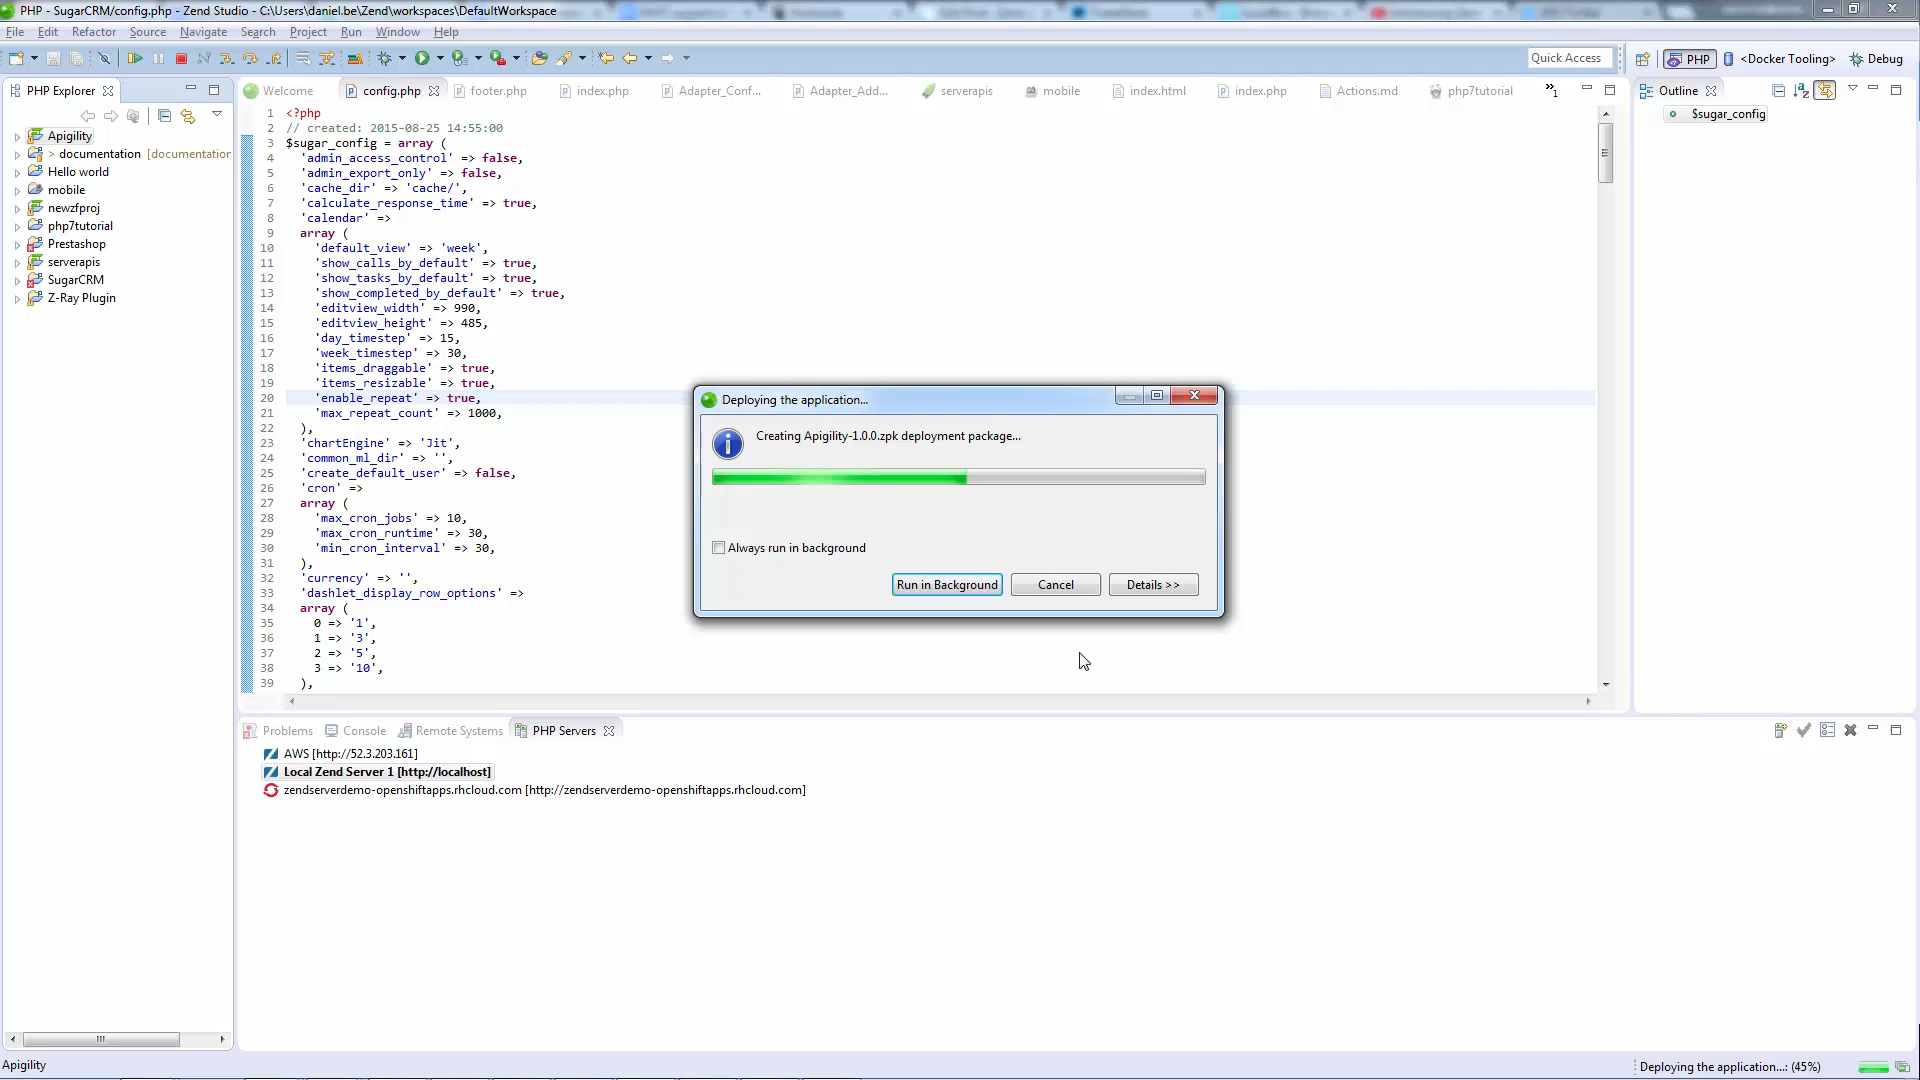 PHP - SugarCRM/config.php - Zend Studio - C:\Users\daniel.be\Zend\workspaces\DefaultWorkspace
File Edit Refactor Source Navigate Search Project Run Window Help
Quick Access PHP <Docker Tooling> Debug
PHP Explorer
Apigility
> documentation [documentation
Hello world
mobile
newzfproj
php7tutorial
Prestashop
serverapis
SugarCRM
Z-Ray Plugin
Welcome config.php footer.php index.php Adapter_Conf... Adapter_Add... serverapis mobile index.html index.php Actions.md php7tutorial »1
1 <?php
2 // created: 2015-08-25 14:55:00
3 $sugar_config = array (
4 'admin_access_control' => false,
5 'admin_export_only' => false,
6 'cache_dir' => 'cache/',
7 'calculate_response_time' => true,
8 'calendar' =>
9 array (
10 'default_view' => 'week',
11 'show_calls_by_default' => true,
12 'show_tasks_by_default' => true,
13 'show_completed_by_default' => true,
14 'editview_width' => 990,
15 'editview_height' => 485,
16 'day_timestep' => 15,
17 'week_timestep' => 30,
18 'items_draggable' => true,
19 'items_resizable' => true,
20 'enable_repeat' => true,
21 'max_repeat_count' => 1000,
22 ),
23 'chartEngine' => 'Jit',
24 'common_ml_dir' => '',
25 'create_default_user' => false,
26 'cron' =>
27 array (
28 'max_cron_jobs' => 10,
29 'max_cron_runtime' => 30,
30 'min_cron_interval' => 30,
31 ),
32 'currency' => '',
33 'dashlet_display_row_options' =>
34 array (
35 0 => '1',
36 1 => '3',
37 2 => '5',
38 3 => '10',
39 ),
Deploying the application...
Creating Apigility-1.0.0.zpk deployment package...
Always run in background
Run in Background Cancel Details >>
Outline
$sugar_config
Problems Console Remote Systems PHP Servers
AWS [http://52.3.203.161]
Local Zend Server 1 [http://localhost]
zendserverdemo-openshiftapps.rhcloud.com [http://zendserverdemo-openshiftapps.rhcloud.com]
Apigility
Deploying the application...: (45%)